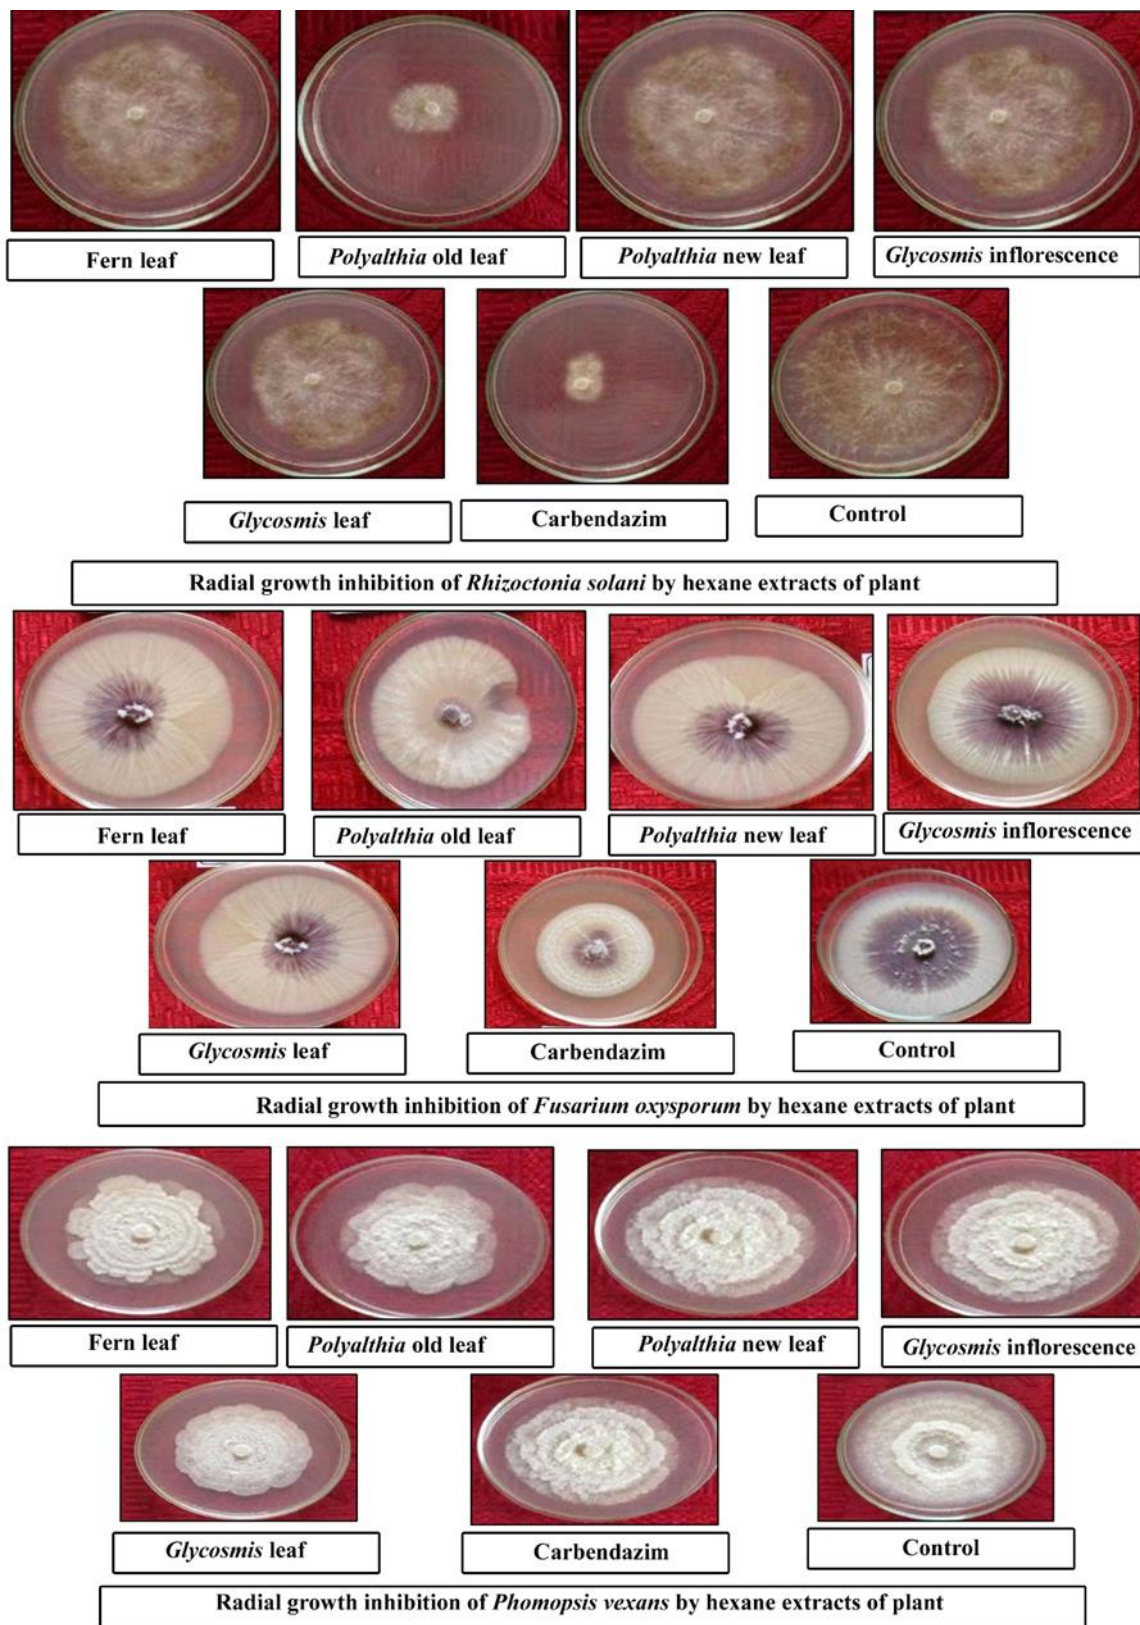 Fern leaf
Polyalthia old leaf
Polyalthia new leaf
Glycosmis inflorescence
Glycosmis leaf
Carbendazim
Control
Radial growth inhibition of Rhizoctonia solani by hexane extracts of plant
Fern leaf
Polyalthia old leaf
Polyalthia new leaf
Glycosmis inflorescence
Glycosmis leaf
Carbendazim
Control
Radial growth inhibition of Fusarium oxysporum by hexane extracts of plant
Fern leaf
Polyalthia old leaf
Polyalthia new leaf
Glycosmis inflorescence
Glycosmis leaf
Carbendazim
Control
Radial growth inhibition of Phomopsis vexans by hexane extracts of plant